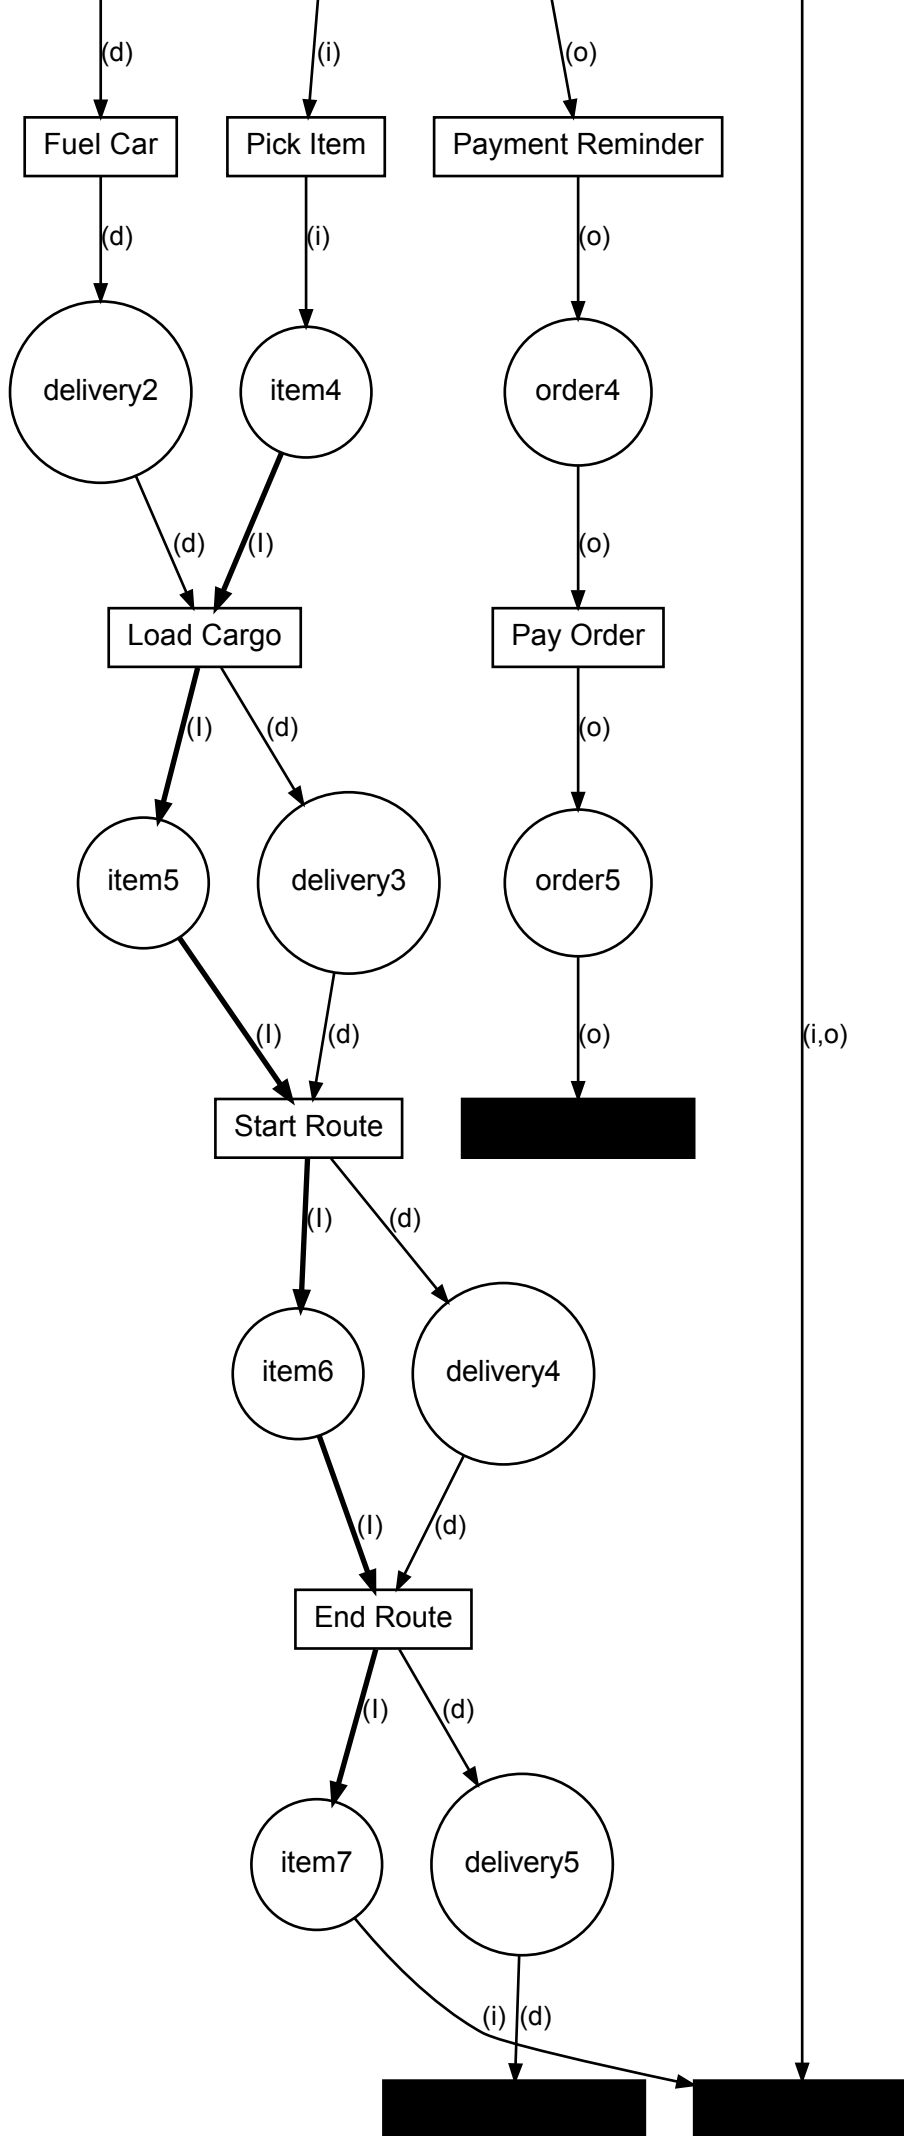 (d)
(i)
(o)
Fuel Car
Pick Item
Payment Reminder
(d)
(i)
(o)
delivery2
item4
order4
(d)
(I)
(o)
Load Cargo
Pay Order
(I)
(d)
(o)
item5
delivery3
order5
(I)
(d)
(o)
(i,o)
Start Route
(I)
(d)
item6
delivery4
(I)
(d)
End Route
(I)
(d)
item7
delivery5
(i)
(d)